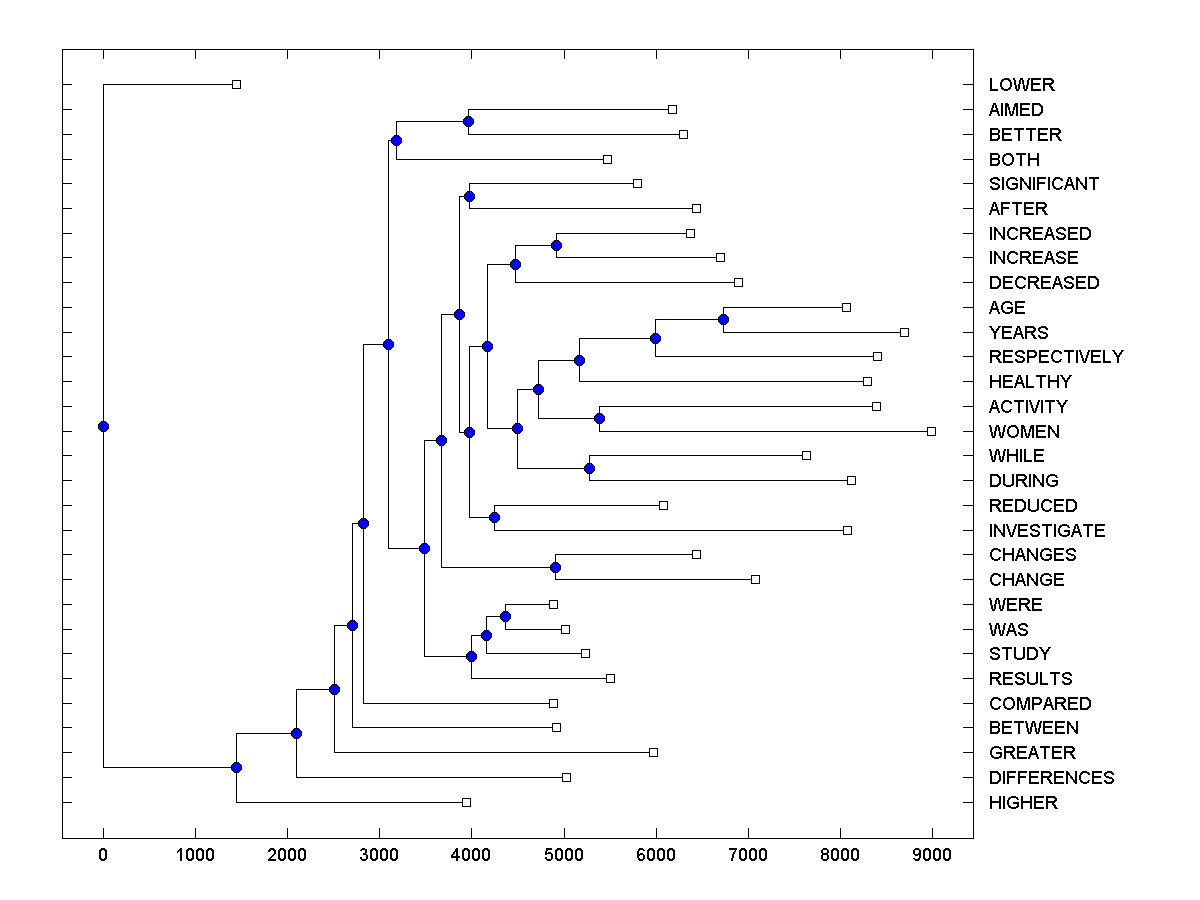 LOWER
AIMED
BETTER
BOTH
SIGNIFICANT
AFTER
INCREASED
INCREASE
DECREASED
AGE
YEARS
RESPECTIVELY
HEALTHY
ACTIVITY
WOMEN
WHILE
DURING
REDUCED
INVESTIGATE
CHANGES
CHANGE
WERE
WAS
STUDY
RESULTS
COMPARED
BETWEEN
GREATER
DIFFERENCES
HIGHER
0 1000 2000 3000 4000 5000 6000 7000 8000 9000